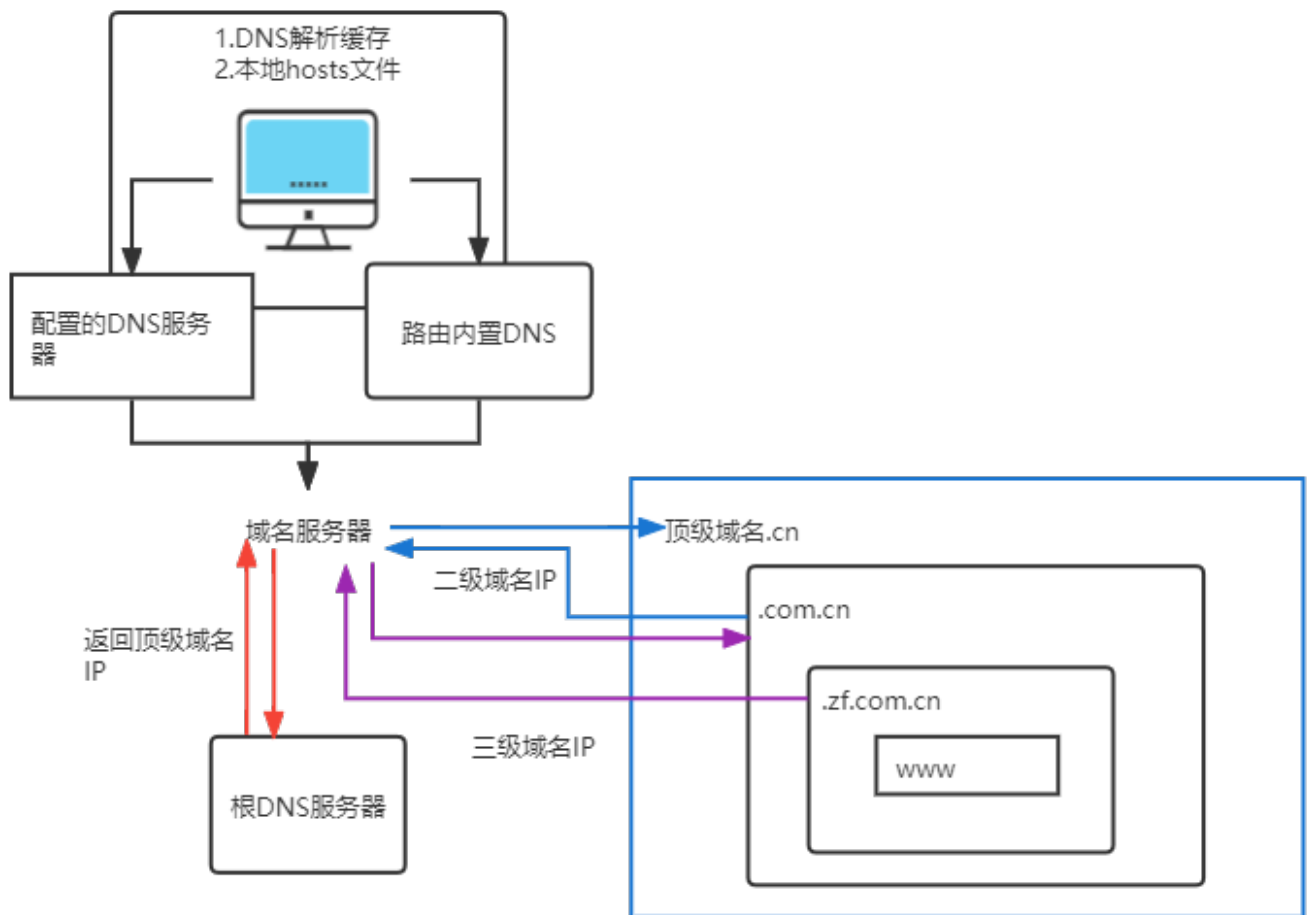 1.DNS解析缓存
2.本地hosts文件
配置的DNS服务
器
路由内置DNS
域名服务器
顶级域名.cn
二级域名IP
.com.cn
返回顶级域名
IP
.zf.com.cn
三级域名IP
www
根DNS服务器